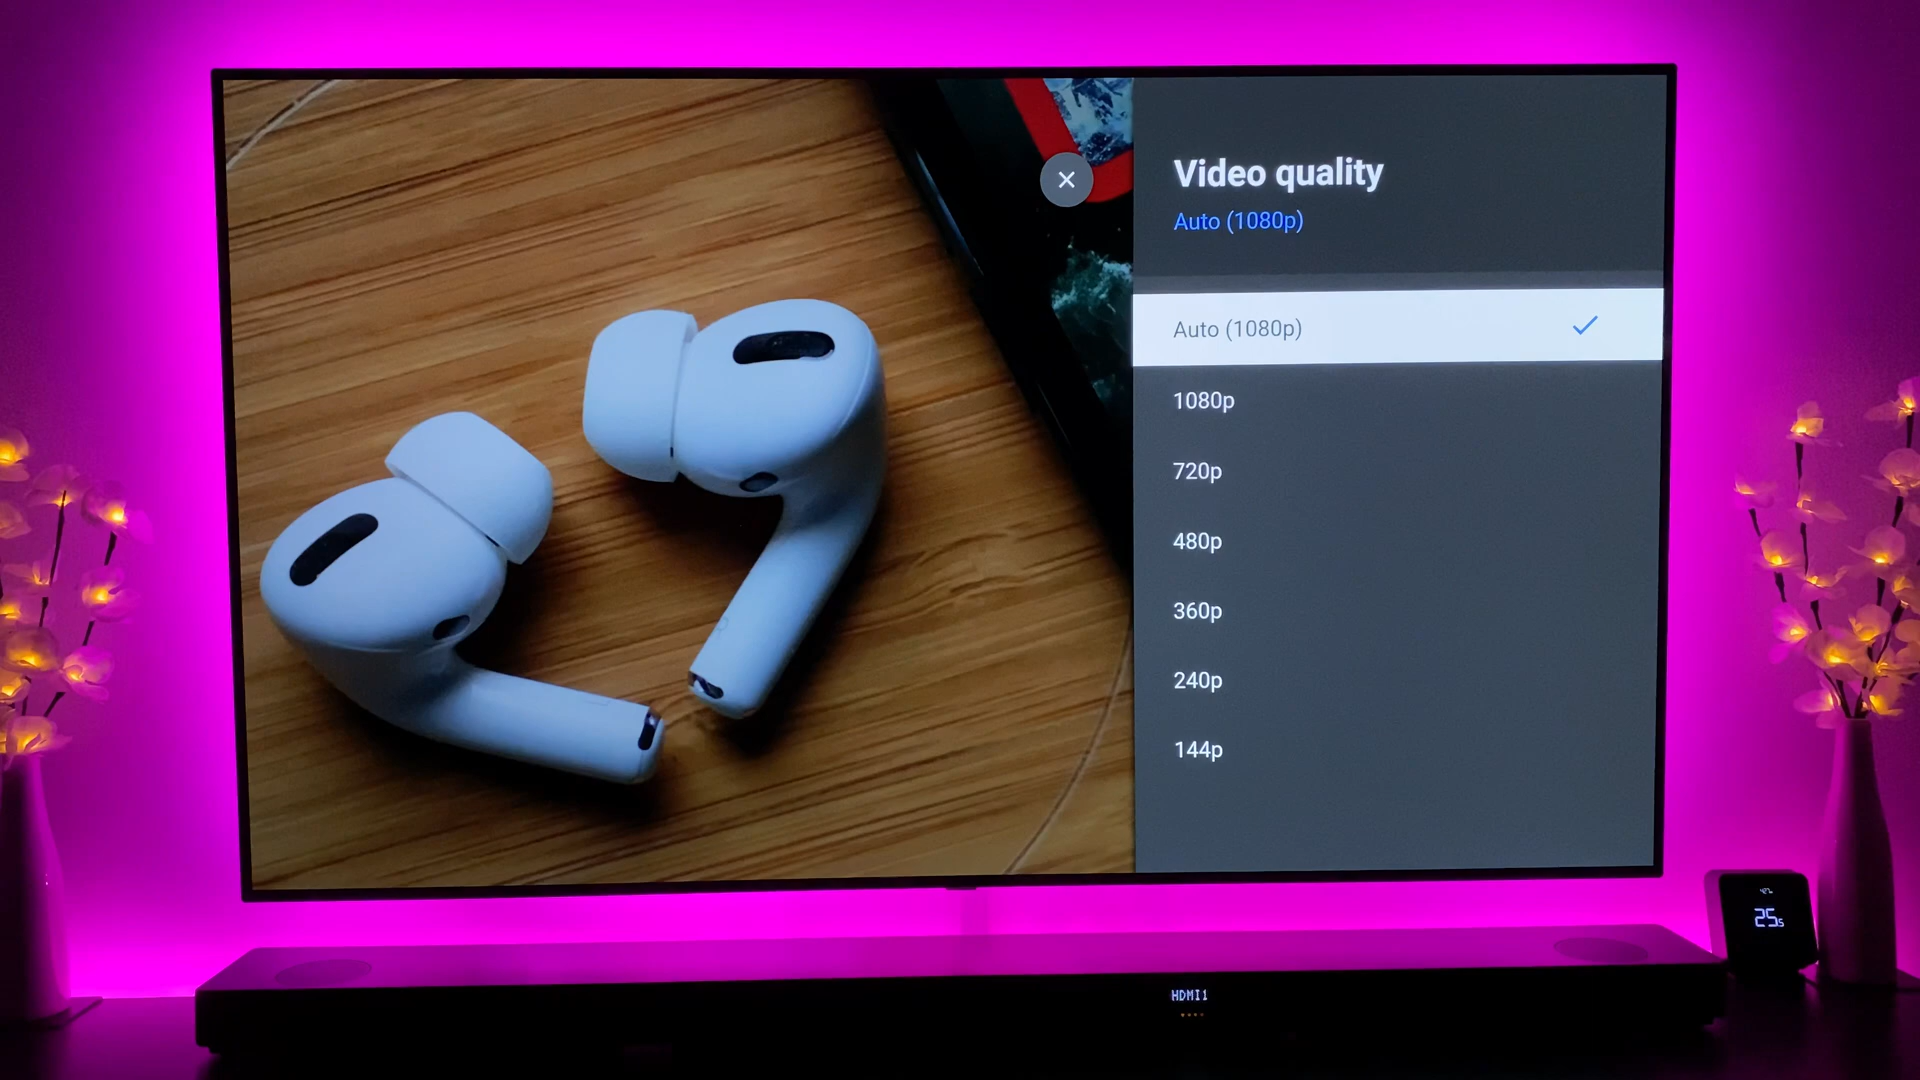 Video quality
Auto (1080p)
Auto (1080p)
1080p
720p
480p
360p
240p
144p
25
HDMI1